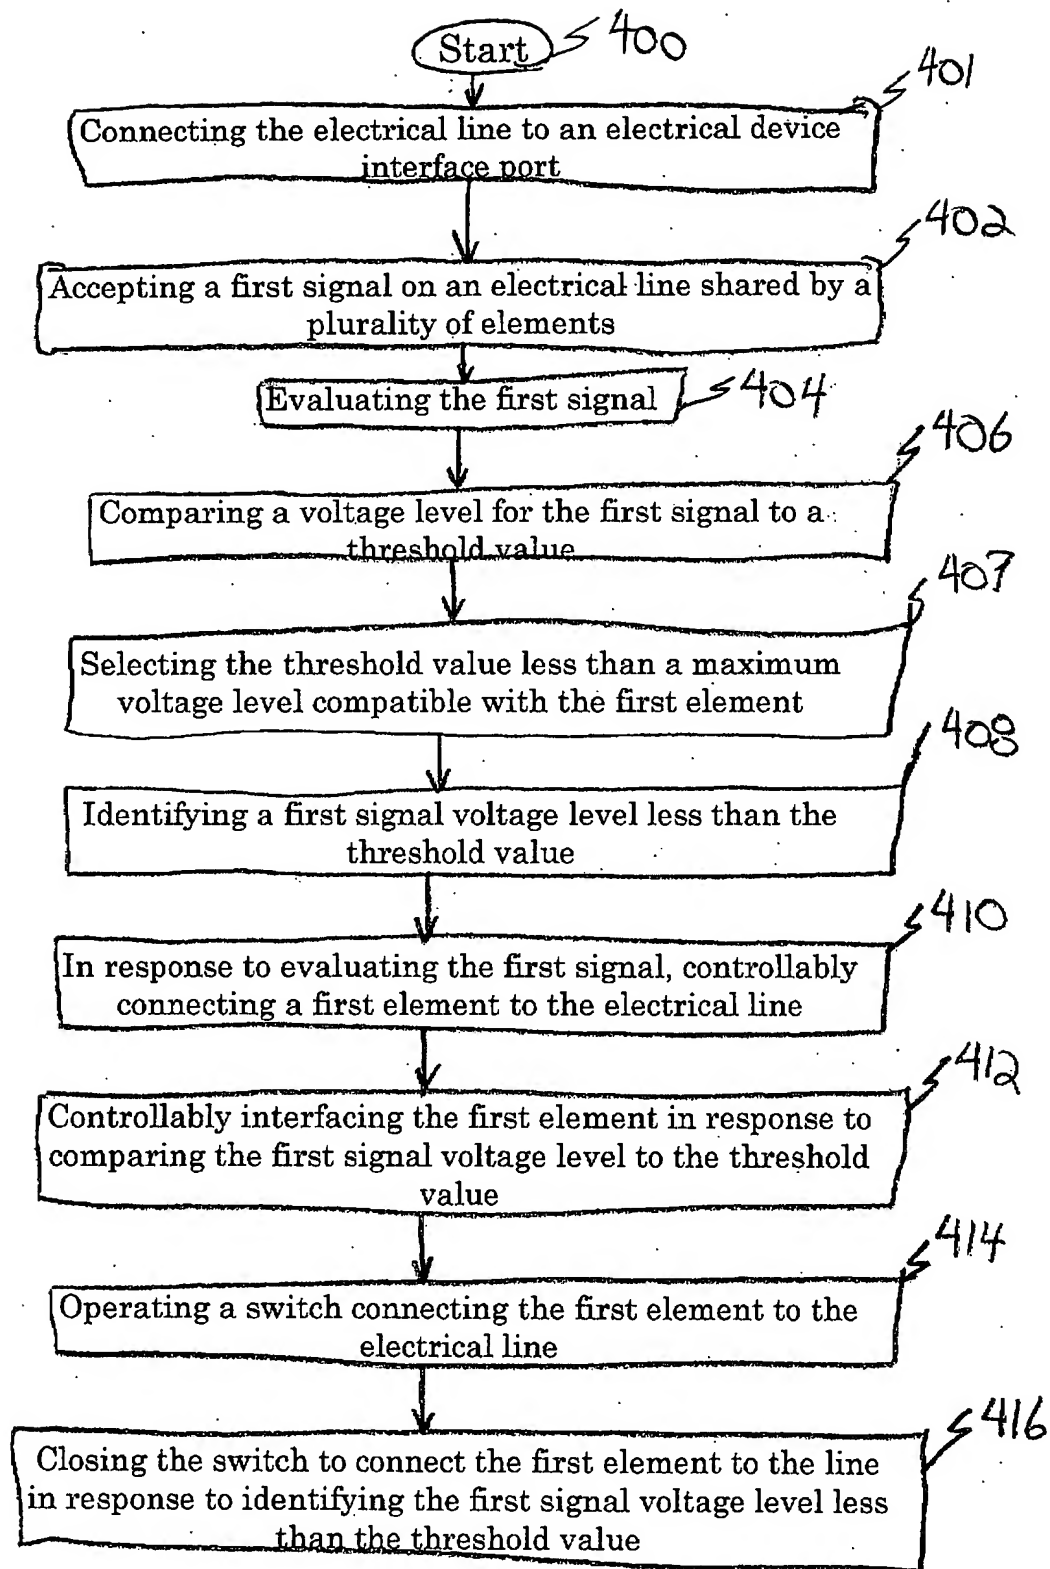 Start 400
401
Connecting the electrical line to an electrical device
interface port
402
Accepting a first signal on an electrical line shared by a
plurality of elements
Evaluating the first signal 404
406
Comparing a voltage level for the first signal to a
threshold value
407
Selecting the threshold value less than a maximum
voltage level compatible with the first element
408
Identifying a first signal voltage level less than the
threshold value
410
In response to evaluating the first signal, controllably
connecting a first element to the electrical line
412
Controllably interfacing the first element in response to
comparing the first signal voltage level to the threshold
value
414
Operating a switch connecting the first element to the
electrical line
416
Closing the switch to connect the first element to the line
in response to identifying the first signal voltage level less
than the threshold value